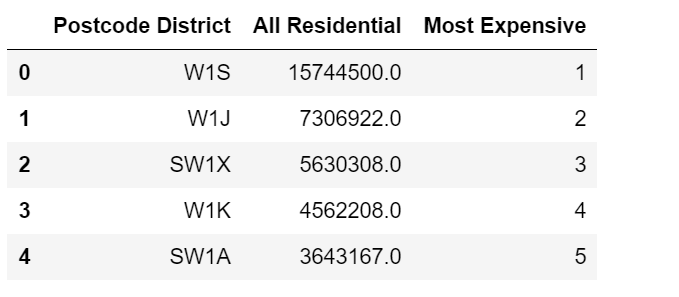 Postcode District All Residential Most Expensive
0 W1S 15744500.0 1
1 W1J 7306922.0 2
2 SW1X 5630308.0 3
3 W1K 4562208.0 4
4 SW1A 3643167.0 5